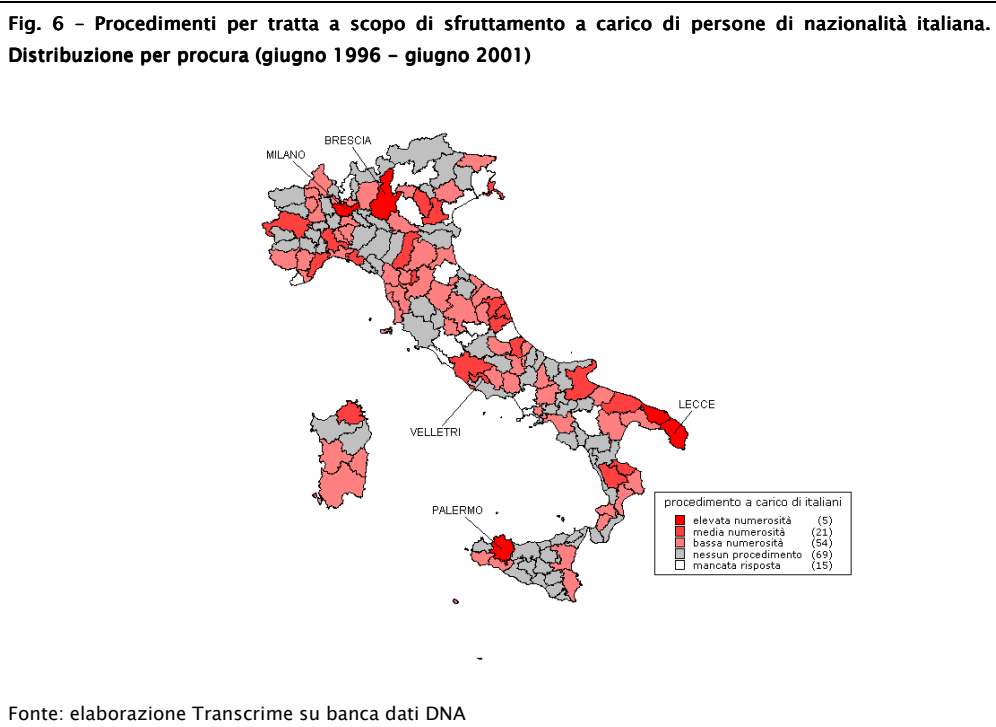 Fig. 6 – Procedimenti per tratta a scopo di sfruttamento a carico di persone di nazionalità italiana.
Distribuzione per procura (giugno 1996 – giugno 2001)
BRESCIA
MILANO
LECCE
VELLETRI
PALERMO
procedimento a carico di italiani
elevata numerosità (5)
media numerosità (21)
bassa numerosità (54)
nessun procedimento (69)
mancata risposta (15)
Fonte: elaborazione Transcrime su banca dati DNA